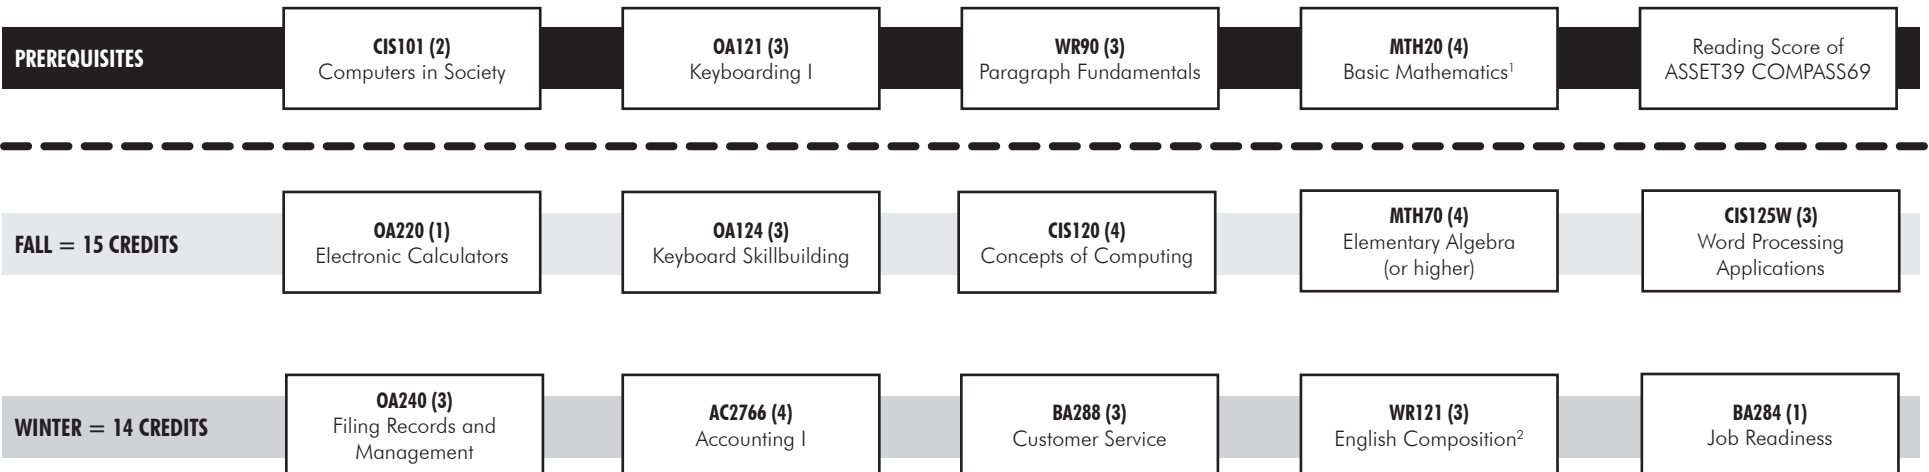 PREREQUISITES
CIS101 (2)
Computers in Society
OA121 (3)
Keyboarding I
WR90 (3)
Paragraph Fundamentals
MTH20 (4)
Basic Mathematics¹
Reading Score of
ASSET39 COMPASS69
FALL = 15 CREDITS
OA220 (1)
Electronic Calculators
OA124 (3)
Keyboard Skillbuilding
CIS120 (4)
Concepts of Computing
MTH70 (4)
Elementary Algebra
(or higher)
CIS125W (3)
Word Processing
Applications
WINTER = 14 CREDITS
OA240 (3)
Filing Records and
Management
AC2766 (4)
Accounting I
BA288 (3)
Customer Service
WR121 (3)
English Composition²
BA284 (1)
Job Readiness